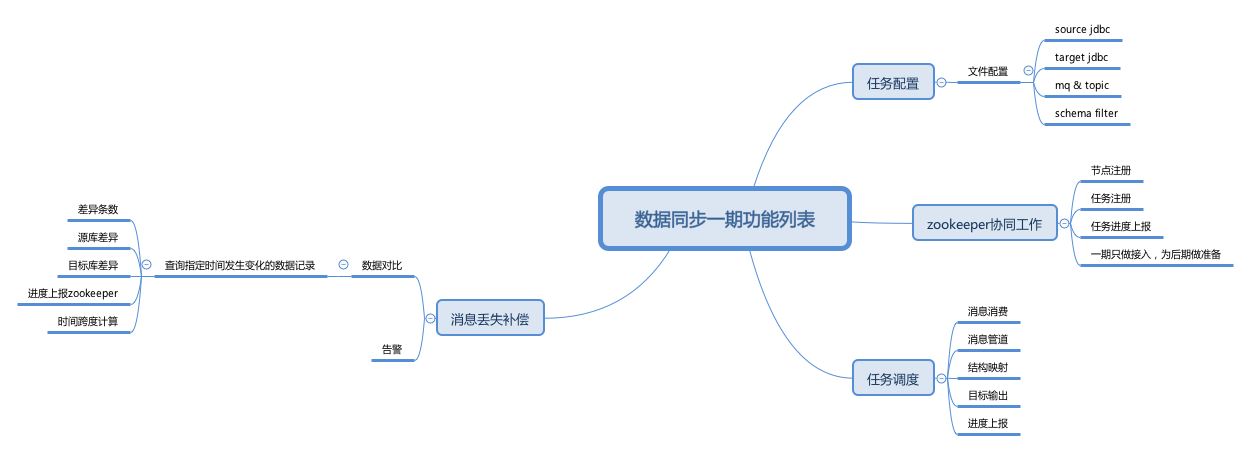 数据同步一期功能列表
任务配置
文件配置
source jdbc
target jdbc
mq & topic
schema filter
zookeeper协同工作
节点注册
任务注册
任务进度上报
一期只做接入，为后期做准备
任务调度
消息消费
消息管道
结构映射
目标输出
进度上报
消息丢失补偿
数据对比
查询指定时间发生变化的数据记录
差异条数
源库差异
目标库差异
进度上报zookeeper
时间跨度计算
告警